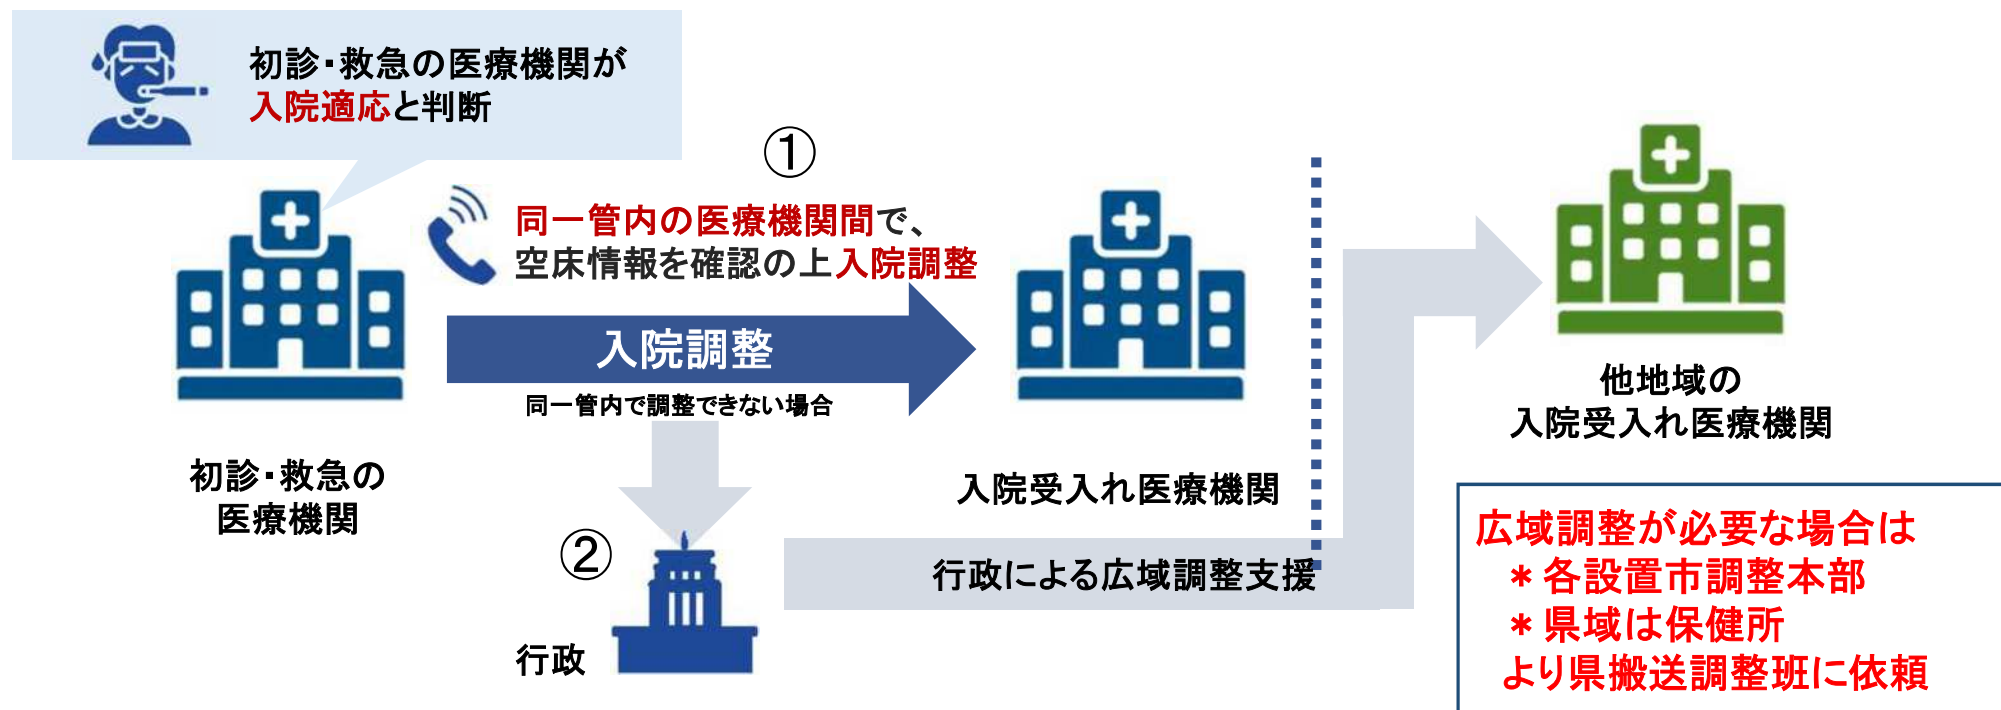 初診・救急の医療機関が
入院適応と判断
①
同一管内の医療機関間で、
空床情報を確認の上入院調整
入院調整
同一管内で調整できない場合
初診・救急の
医療機関
入院受入れ医療機関
他地域の
入院受入れ医療機関
②
行政による広域調整支援
行政
広域調整が必要な場合は
＊各設置市調整本部
＊県域は保健所
より県搬送調整班に依頼